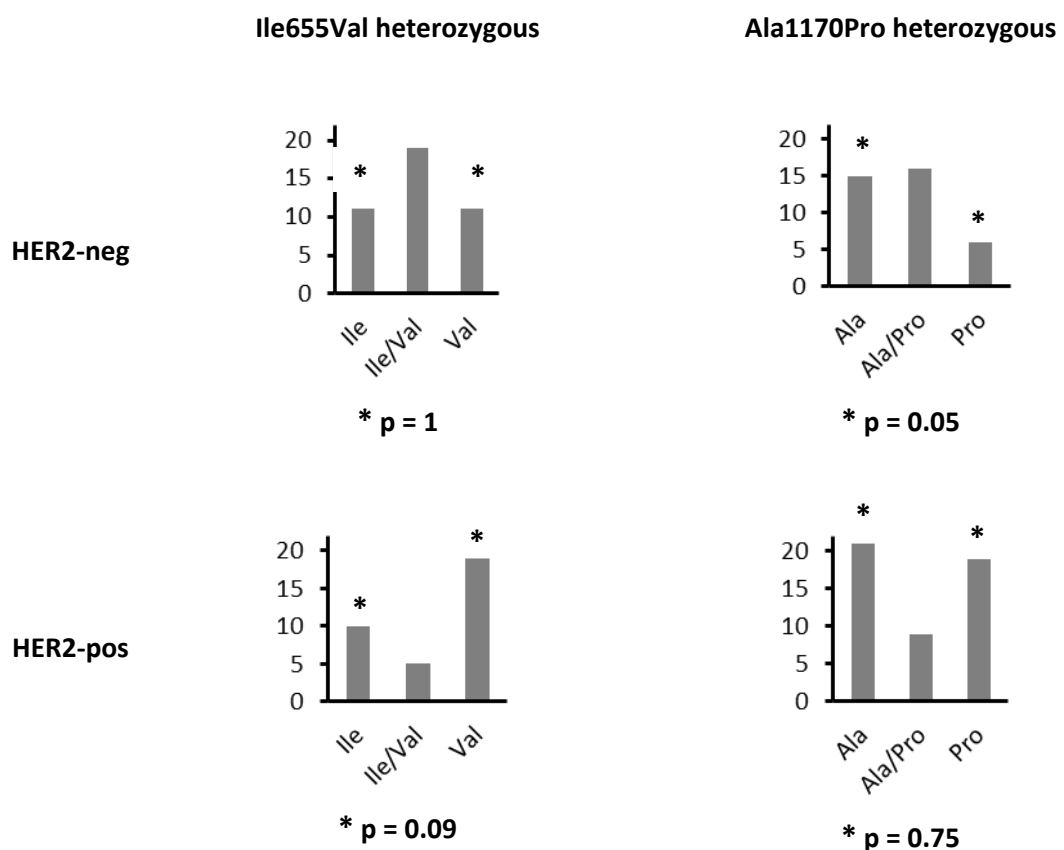 Ile655Val heterozygous
Ala1170Pro heterozygous
HER2-neg
20
15
10
5
0
*
*
Ile
Ile/Val
Val
* p = 1
20
15
10
5
0
*
*
Ala
Ala/Pro
Pro
* p = 0.05
HER2-pos
20
15
10
5
0
*
*
Ile
Ile/Val
Val
* p = 0.09
20
15
10
5
0
*
*
Ala
Ala/Pro
Pro
* p = 0.75